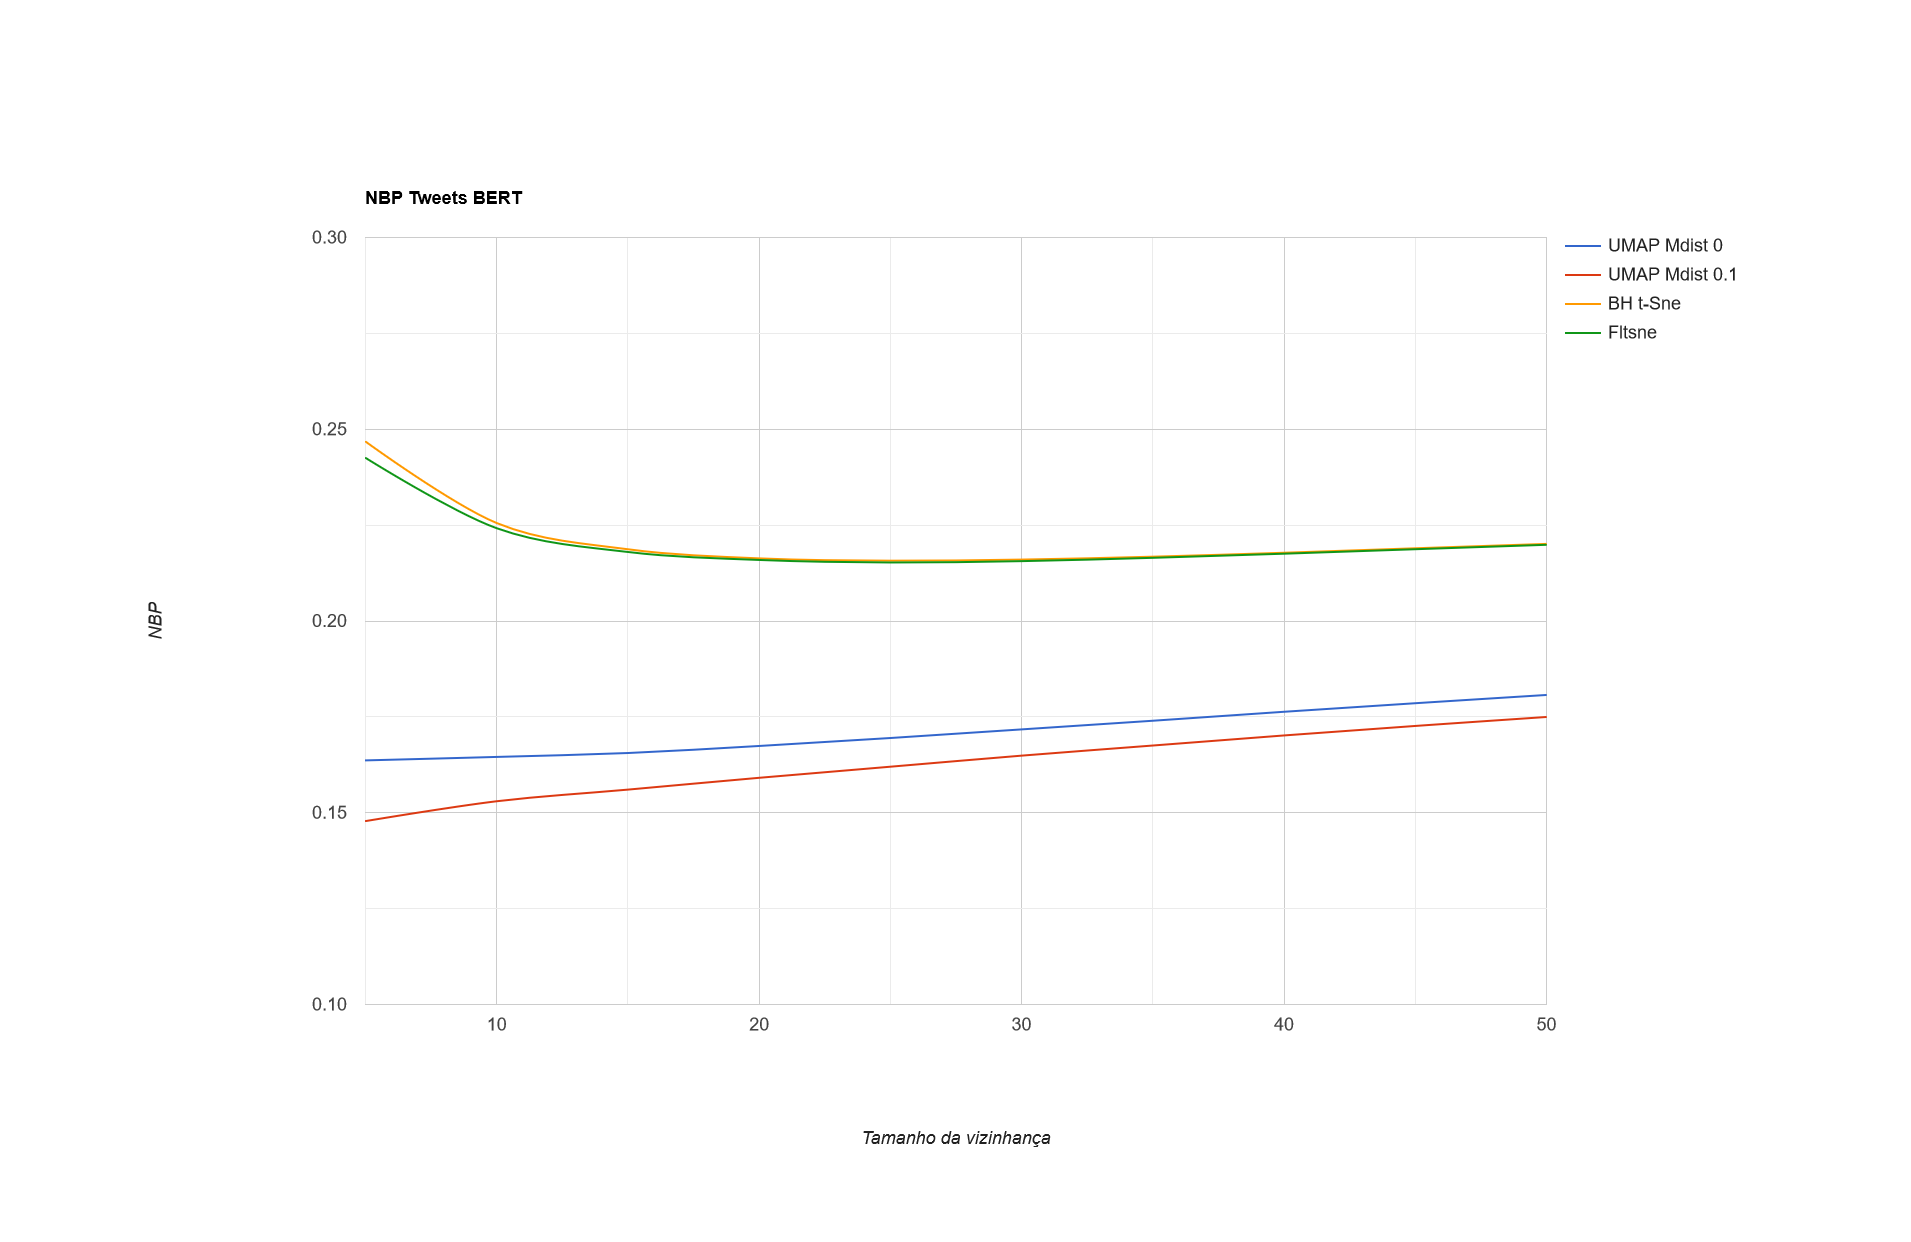 NBP Tweets BERT
0.30
0.25
0.20
0.15
0.10
NBP
10 20 30 40 50
Tamanho da vizinhança
UMAP Mdist 0
UMAP Mdist 0.1
BH t-Sne
FItsne